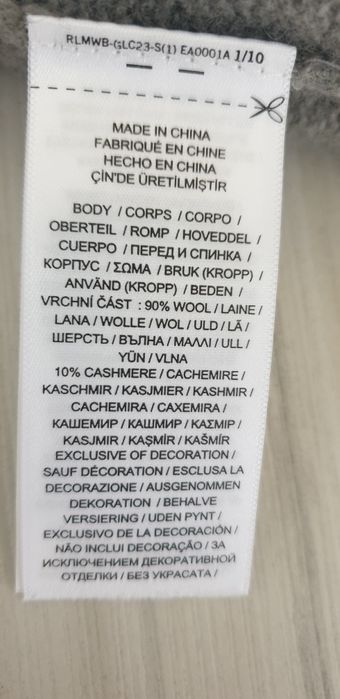 RLMWB-GLC23-S(1) EA0001A 1/10
MADE IN CHINA
FABRIQUÉ EN CHINE
HECHO EN CHINA
ÇİN'DE ÜRETİLMİŞTİR
BODY / CORPS / CORPO /
OBERTEIL / ROMP / HOVEDDEL /
CUERPO / ПЕРЕД И СПИНКА /
КОРПУС / ΣΩΜΑ / BRUK (KROPP) /
ANVÄND (KROPP) / BEDEN /
VRCHNÍ ČÁST : 90% WOOL / LAINE /
LANA / WOLLE / WOL / ULD / LÃ /
ШЕРСТЬ / ВЪЛНА / ΜΑΛΛΙ / ULL /
YÜN / VLNA
10% CASHMERE / CACHEMIRE /
KASCHMIR / KASJMIER / KASHMIR /
CACHEMIRA / CAXEMIRA /
КАШЕМИР / КАШМИР / ΚΑΣΜΙΡ /
KASJMIR / KAŞMİR / KAŠMÍR
EXCLUSIVE OF DECORATION /
SAUF DÉCORATION / ESCLUSA LA
DECORAZIONE / AUSGENOMMEN
DEKORATION / BEHALVE
VERSIERING / UDEN PYNT /
EXCLUSIVO DE LA DECORACIÓN /
NÃO INCLUI DECORAÇÃO / ЗА
ИСКЛЮЧЕНИЕМ ДЕКОРАТИВНОЙ
ОТДЕЛКИ / БЕЗ УКРАСАТА /